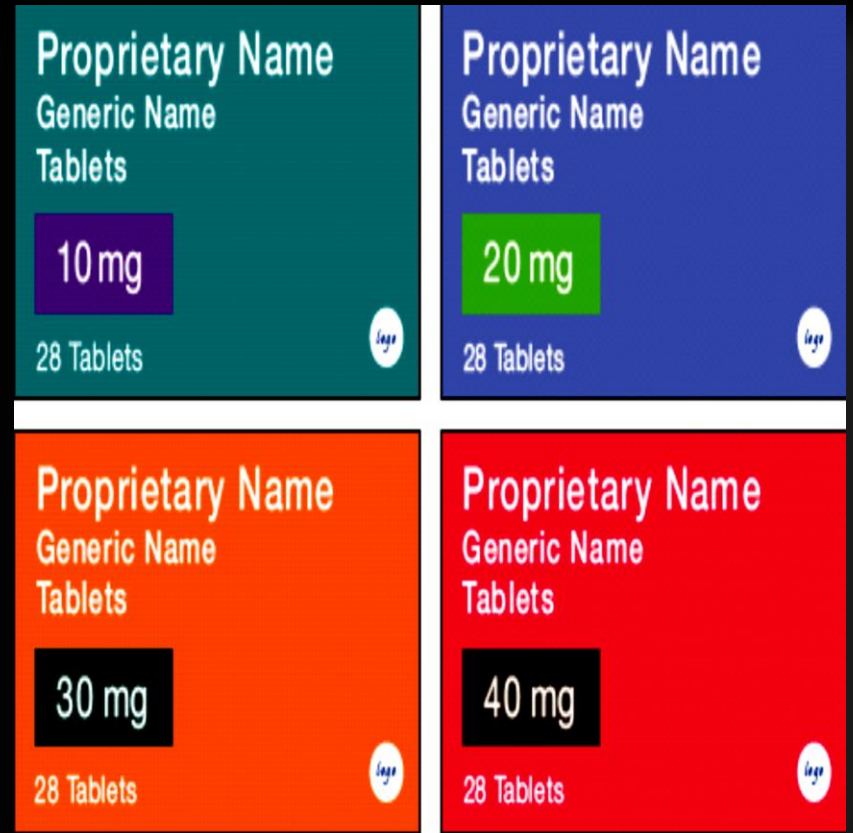 Proprietary Name
Generic Name
Tablets
10 mg
28 Tablets
logo
Proprietary Name
Generic Name
Tablets
20 mg
28 Tablets
logo
Proprietary Name
Generic Name
Tablets
30 mg
28 Tablets
logo
Proprietary Name
Generic Name
Tablets
40 mg
28 Tablets
logo